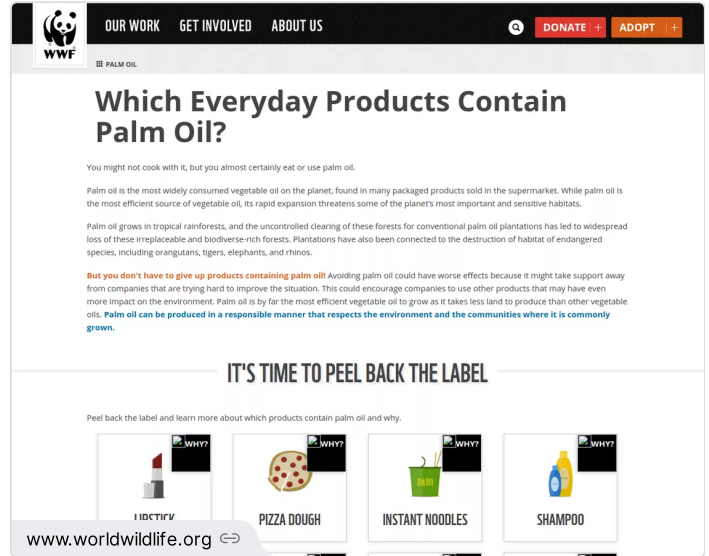 OUR WORK GET INVOLVED ABOUT US DONATE + ADOPT +
WWF
PALM OIL
Which Everyday Products Contain
Palm Oil?
You might not cook with it, but you almost certainly eat or use palm oil.
Palm oil is the most widely consumed vegetable oil on the planet, found in many packaged products sold in the supermarket. While palm oil is
the most efficient source of vegetable oil, its rapid expansion threatens some of the planet's most important and sensitive habitats.
Palm oil grows in tropical rainforests, and the uncontrolled clearing of these forests for conventional palm oil plantations has led to widespread
loss of these irreplaceable and biodiverse-rich forests. Plantations have also been connected to the destruction of habitat of endangered
species, including orangutans, tigers, elephants, and rhinos.
But you don't have to give up products containing palm oil! Avoiding palm oil could have worse effects because it might take support away
from companies that are trying hard to improve the situation. This could encourage companies to use other products that may have even
more impact on the environment. Palm oil is by far the most efficient vegetable oil to grow as it takes less land to produce than other vegetable
oils. Palm oil can be produced in a responsible manner that respects the environment and the communities where it is commonly
grown.
IT'S TIME TO PEEL BACK THE LABEL
Peel back the label and learn more about which products contain palm oil and why.
WHY? WHY? WHY? WHY?
LIPSTICK PIZZA DOUGH INSTANT NOODLES SHAMPOO
www.worldwildlife.org